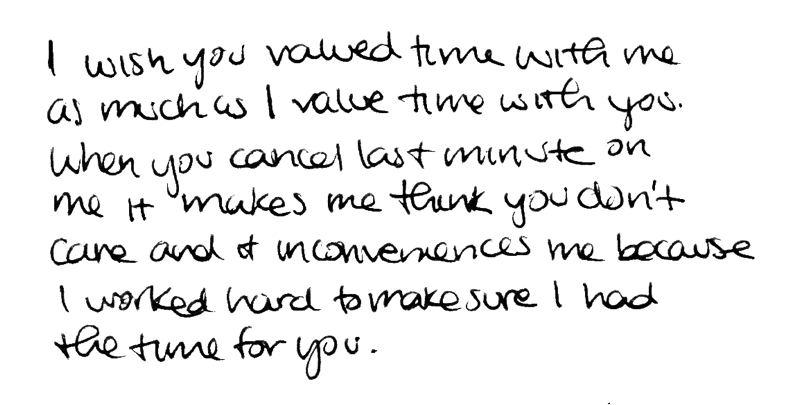 I wish you valued time with me
as much as I value time with you.
When you cancel last minute on
me it makes me think you don't
care and it inconveniences me because
I worked hard to make sure I had
the time for you.